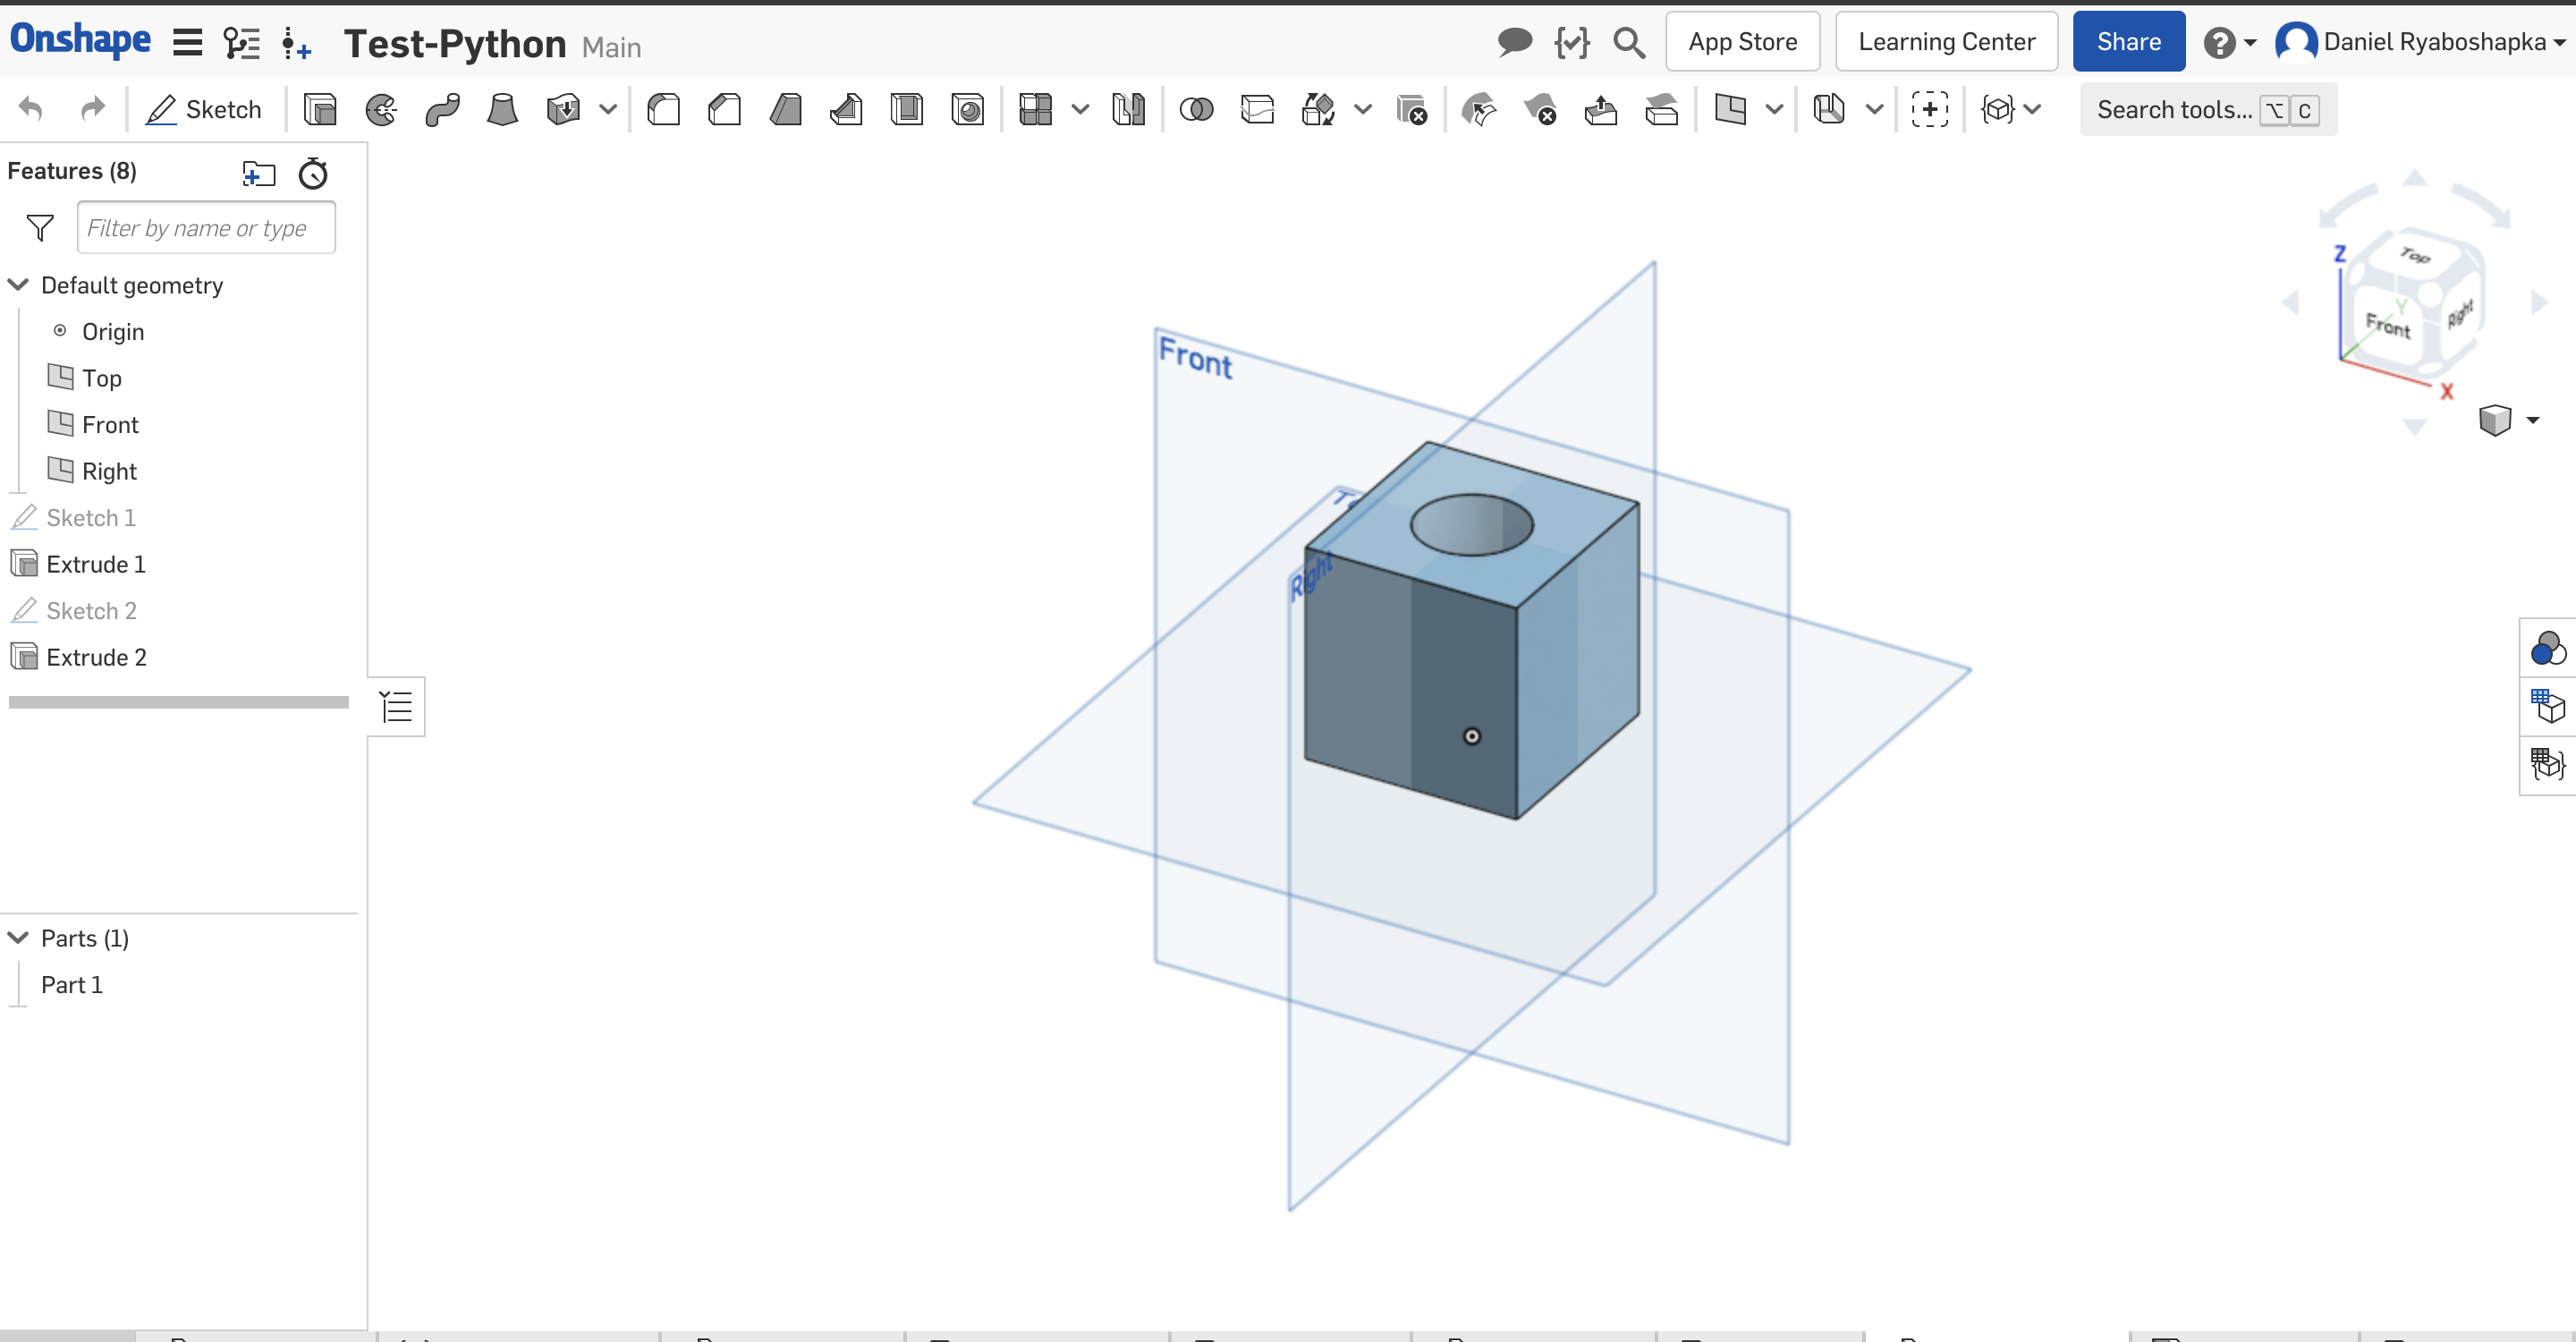 Onshape Test-Python Main App Store Learning Center Share Daniel Ryaboshapka
Sketch Search tools... ⌥ C
Features (8)
Filter by name or type
Default geometry
Origin
Top
Front
Right
Sketch 1
Extrude 1
Sketch 2
Extrude 2
Parts (1)
Part 1
Front
Right
Z
Top
Y
Front
Right
X